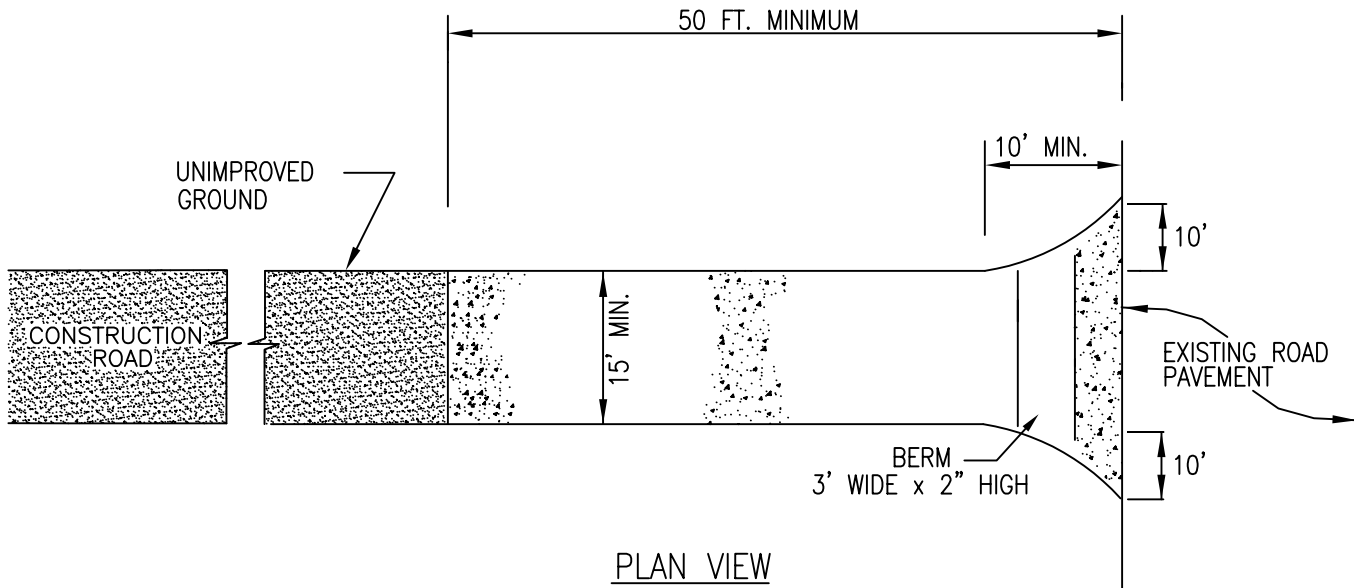 50 FT. MINIMUM
10' MIN.
UNIMPROVED
GROUND
10'
CONSTRUCTION
ROAD
15' MIN.
EXISTING ROAD
PAVEMENT
BERM
3' WIDE x 2" HIGH
10'
PLAN VIEW